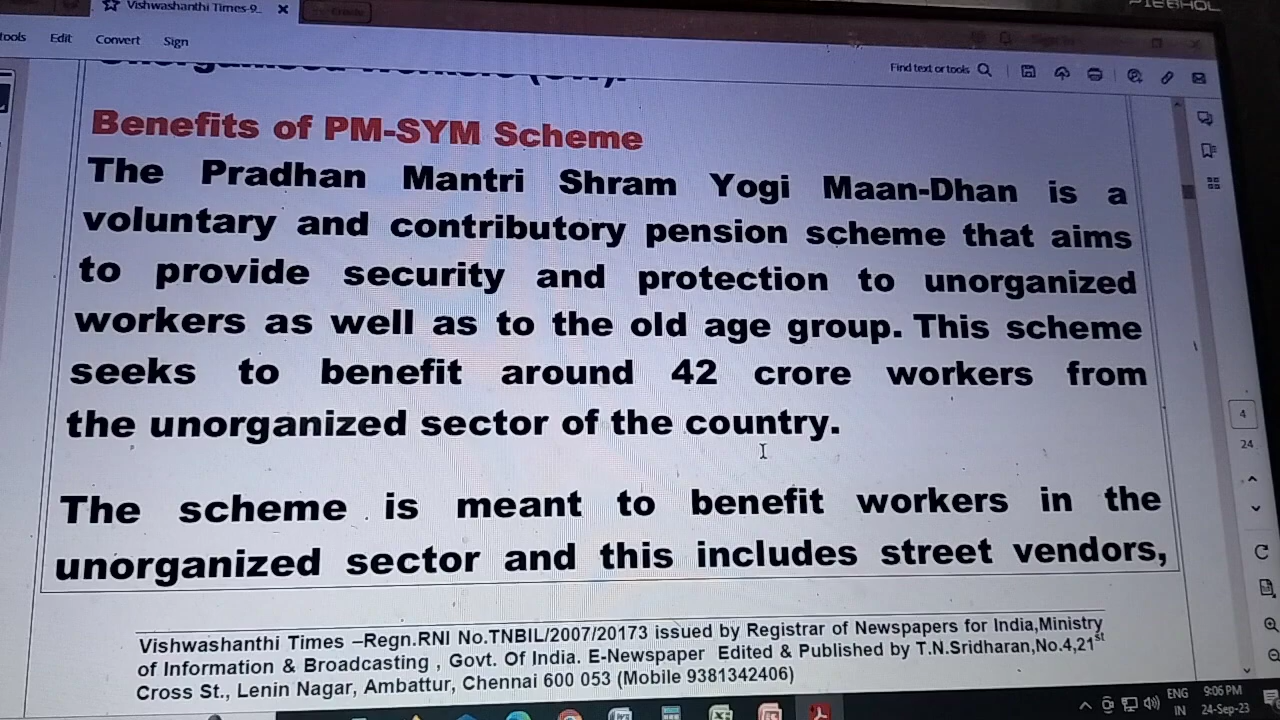 Vishwashanthi Times-9...
ools Edit Convert Sign
Find text or tools
Benefits of PM-SYM Scheme
The Pradhan Mantri Shram Yogi Maan-Dhan is a
voluntary and contributory pension scheme that aims
to provide security and protection to unorganized
workers as well as to the old age group. This scheme
seeks to benefit around 42 crore workers from
the unorganized sector of the country.
The scheme is meant to benefit workers in the
unorganized sector and this includes street vendors,
4
24
Vishwashanthi Times –Regn.RNI No.TNBIL/2007/20173 issued by Registrar of Newspapers for India,Ministry
of Information & Broadcasting , Govt. Of India. E-Newspaper Edited & Published by T.N.Sridharan,No.4,21st
Cross St., Lenin Nagar, Ambattur, Chennai 600 053 (Mobile 9381342406)
ENG 9:06 PM
IN 24-Sep-23